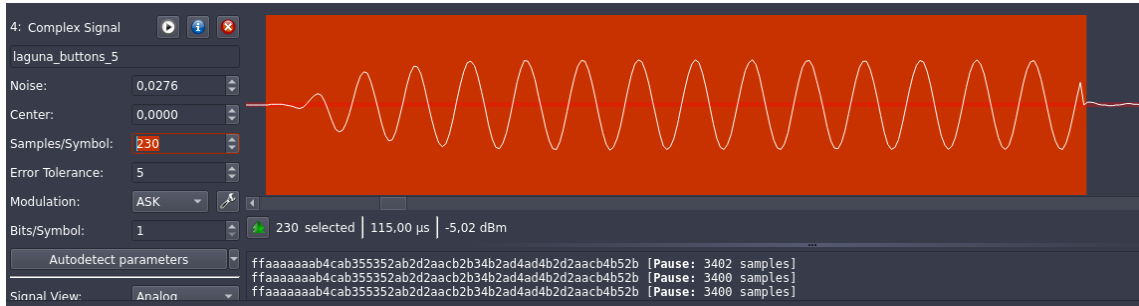 4: Complex Signal
laguna_buttons_5
Noise: 0,0276
Center: 0,0000
Samples/Symbol: 230
Error Tolerance: 5
Modulation: ASK
Bits/Symbol: 1
Autodetect parameters
Signal View: Analog
230 selected 115,00 µs -5,02 dBm
ffaaaaaaab4cab355352ab2d2aacb2b34b2ad4ad4b2d2aacb4b52b [Pause: 3402 samples]
ffaaaaaaab4cab355352ab2d2aacb2b34b2ad4ad4b2d2aacb4b52b [Pause: 3400 samples]
ffaaaaaaab4cab355352ab2d2aacb2b34b2ad4ad4b2d2aacb4b52b [Pause: 3400 samples]